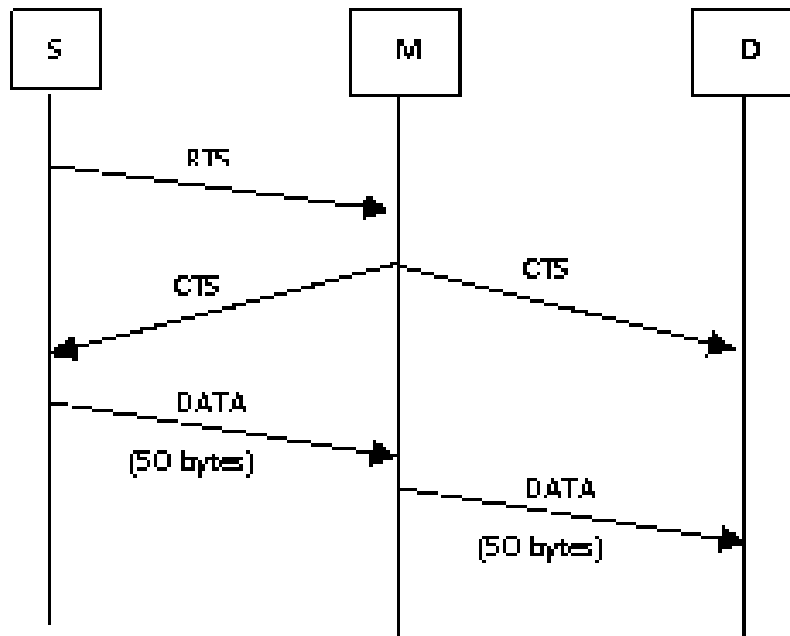 S
M
D
RTS
CTS
CTS
DATA
(50 bytes)
DATA
(50 bytes)